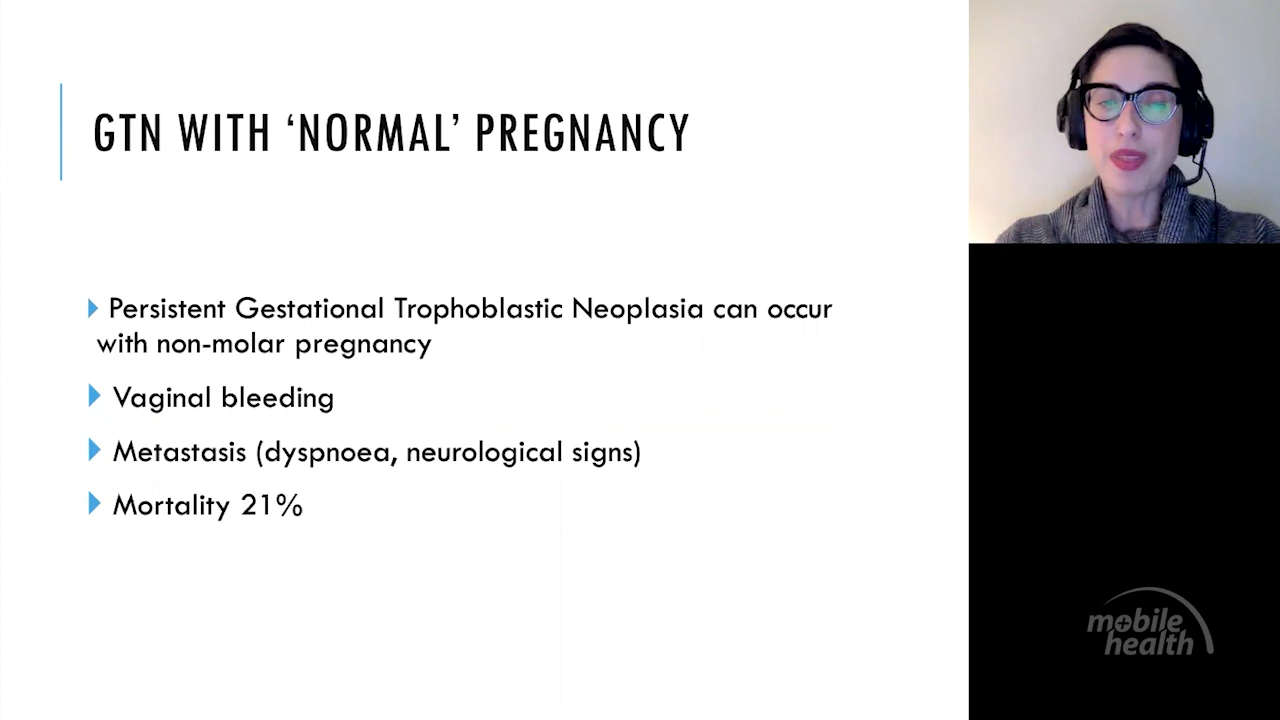 GTN WITH ‘NORMAL’ PREGNANCY
Persistent Gestational Trophoblastic Neoplasia can occur
with non-molar pregnancy
Vaginal bleeding
Metastasis (dyspnoea, neurological signs)
Mortality 21%
mobile
health